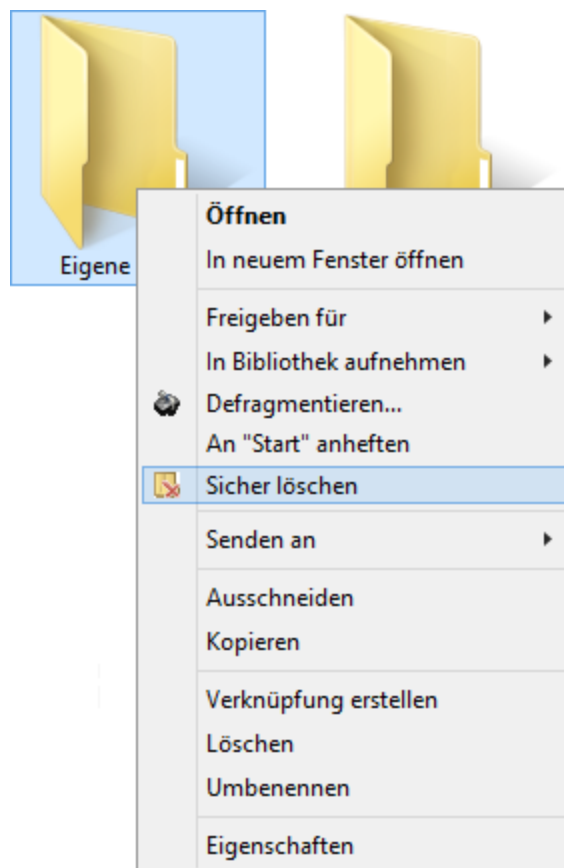 Eigene
Öffnen
In neuem Fenster öffnen
Freigeben für
In Bibliothek aufnehmen
Defragmentieren...
An "Start" anheften
Sicher löschen
Senden an
Ausschneiden
Kopieren
Verknüpfung erstellen
Löschen
Umbenennen
Eigenschaften